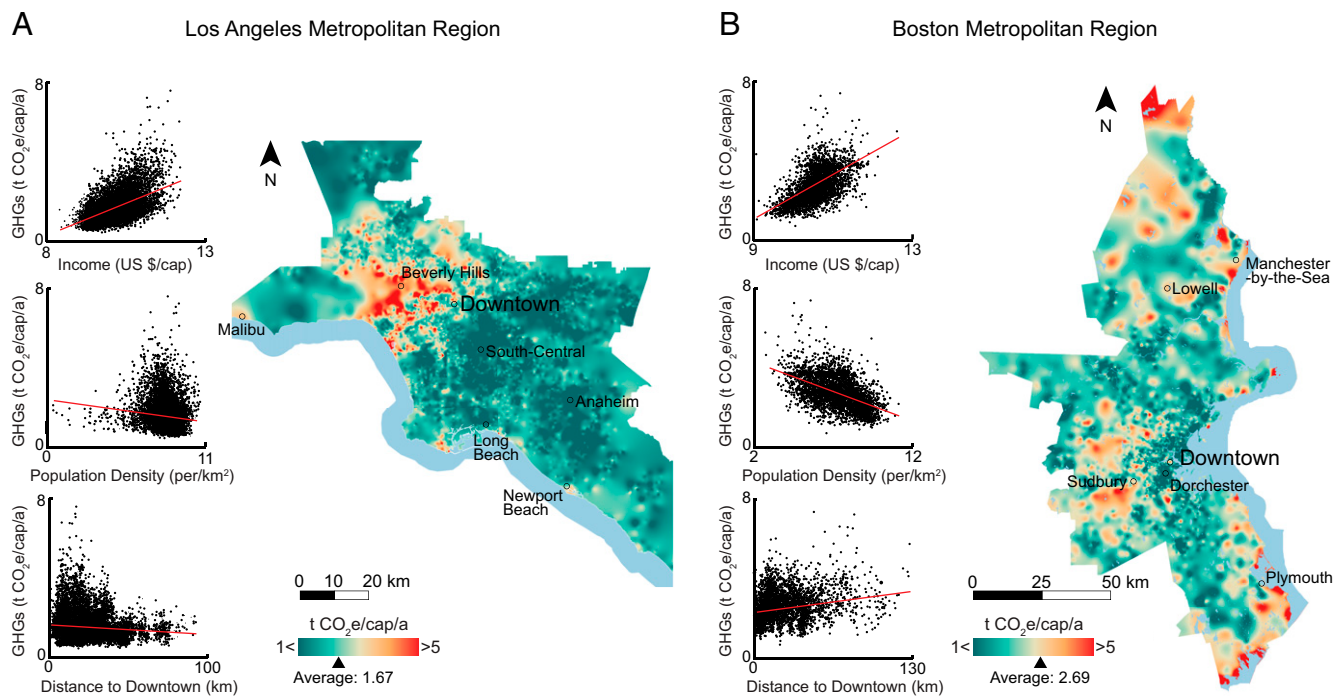 A
Los Angeles Metropolitan Region
8
GHGs (t CO2e/cap/a)
0
8
13
Income (US $/cap)
8
GHGs (t CO2e/cap/a)
0
0
11
Population Density (per/km2)
8
GHGs (t CO2e/cap/a)
0
0
100
Distance to Downtown (km)
N
Beverly Hills
Downtown
Malibu
South-Central
Anaheim
Long
Beach
Newport
Beach
0 10 20 km
t CO2e/cap/a
1< >5
Average: 1.67
B
Boston Metropolitan Region
8
GHGs (t CO2e/cap/a)
0
9
13
Income (US $/cap)
8
GHGs (t CO2e/cap/a)
0
2
12
Population Density (per/km2)
8
GHGs (t CO2e/cap/a)
0
0
130
Distance to Downtown (km)
N
Manchester
-by-the-Sea
Lowell
Downtown
Sudbury
Dorchester
Plymouth
0 25 50 km
t CO2e/cap/a
1< >5
Average: 2.69